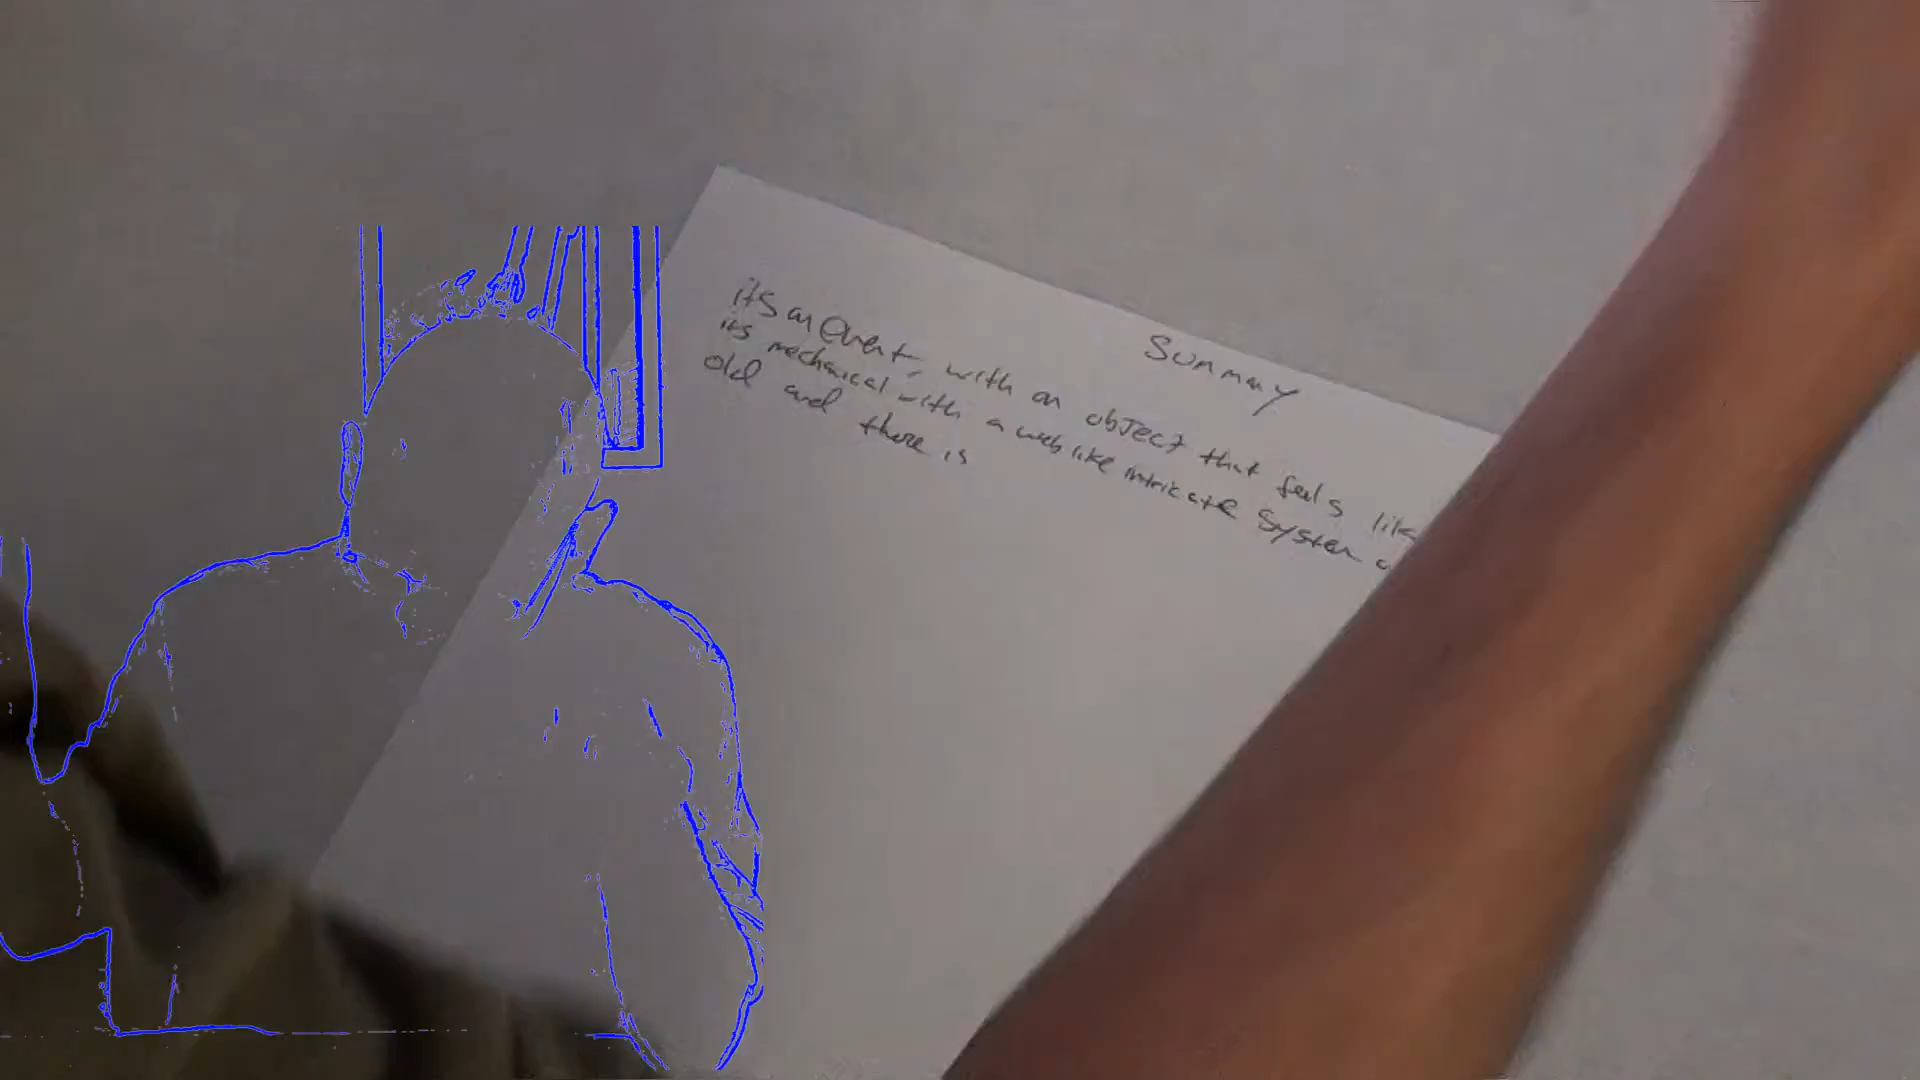 Summary
its an Event, with an object that feels like
its mechanical with a web like intricate system
old and there is